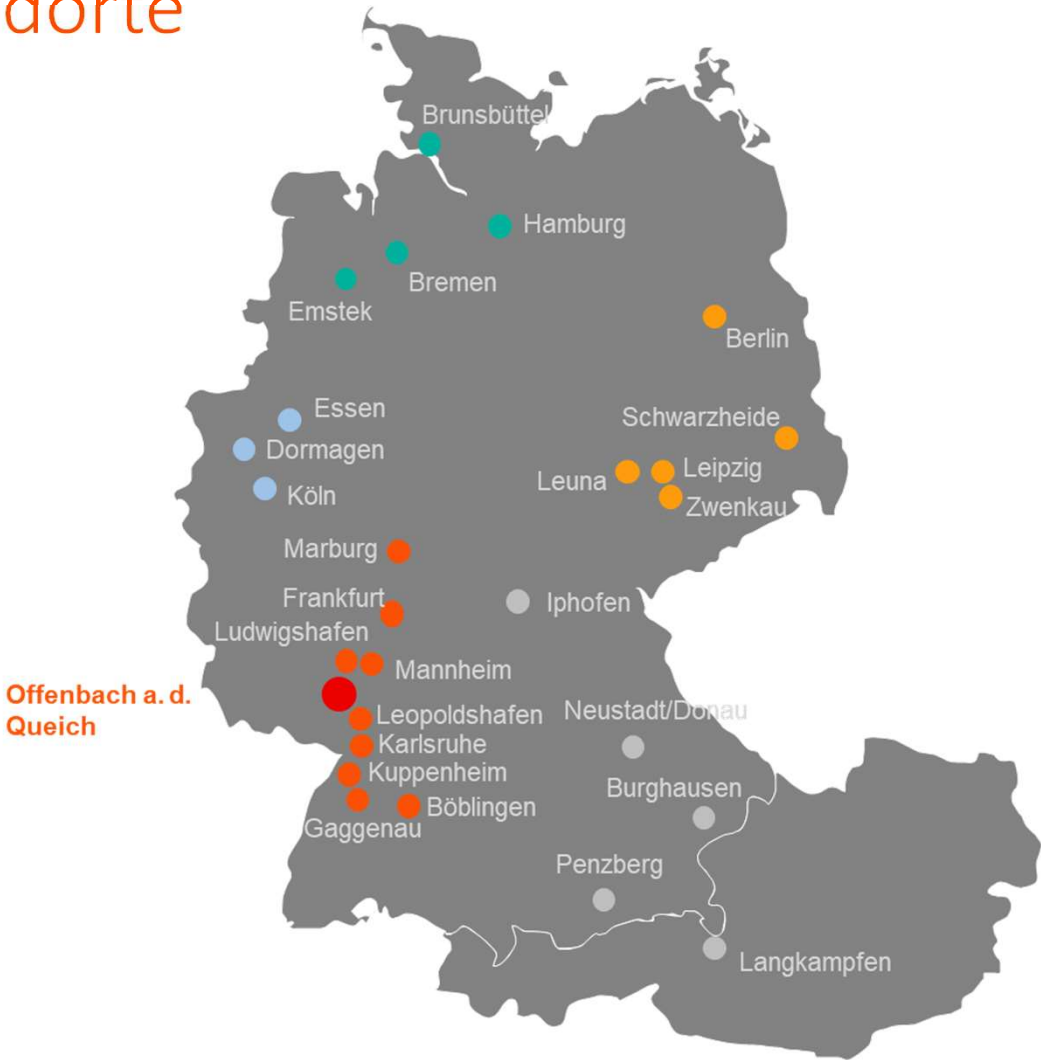 dorte
Brunsbüttel
Hamburg
Bremen
Emstek
Berlin
Essen
Schwarzheide
Dormagen
Leipzig
Leuna
Köln
Zwenkau
Marburg
Frankfurt
Iphofen
Ludwigshafen
Mannheim
Offenbach a. d.
Queich
Leopoldshafen
Neustadt/Donau
Karlsruhe
Kuppenheim
Burghausen
Böblingen
Gaggenau
Penzberg
Langkampfen